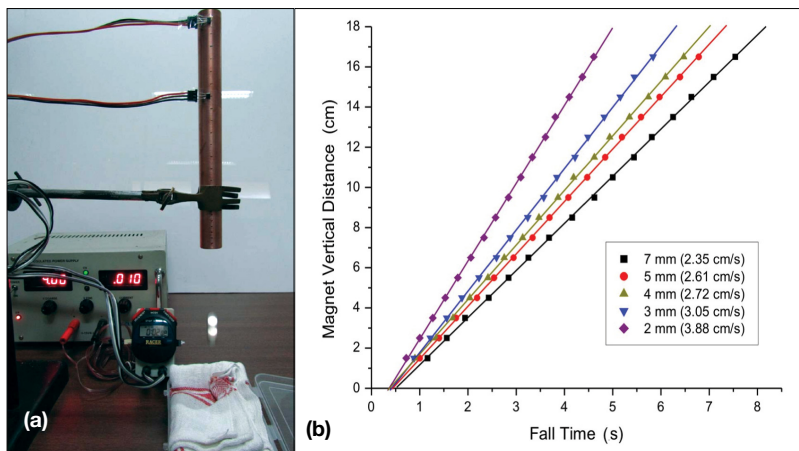 4.00
.010
RACER
(a)
(b)
Magnet Vertical Distance (cm)
18
16
14
12
10
8
6
4
2
0
0
1
2
3
4
5
6
7
8
Fall Time (s)
7 mm (2.35 cm/s)
5 mm (2.61 cm/s)
4 mm (2.72 cm/s)
3 mm (3.05 cm/s)
2 mm (3.88 cm/s)